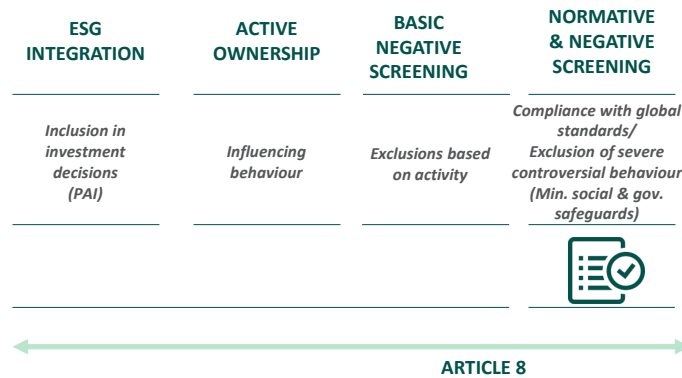 ESG
INTEGRATION
ACTIVE
OWNERSHIP
BASIC
NEGATIVE
SCREENING
NORMATIVE
& NEGATIVE
SCREENING
Inclusion in
investment
decisions
(PAI)
Influencing
behaviour
Exclusions based
on activity
Compliance with global
standards/
Exclusion of severe
controversial behaviour
(Min. social & gov.
safeguards)
ARTICLE 8